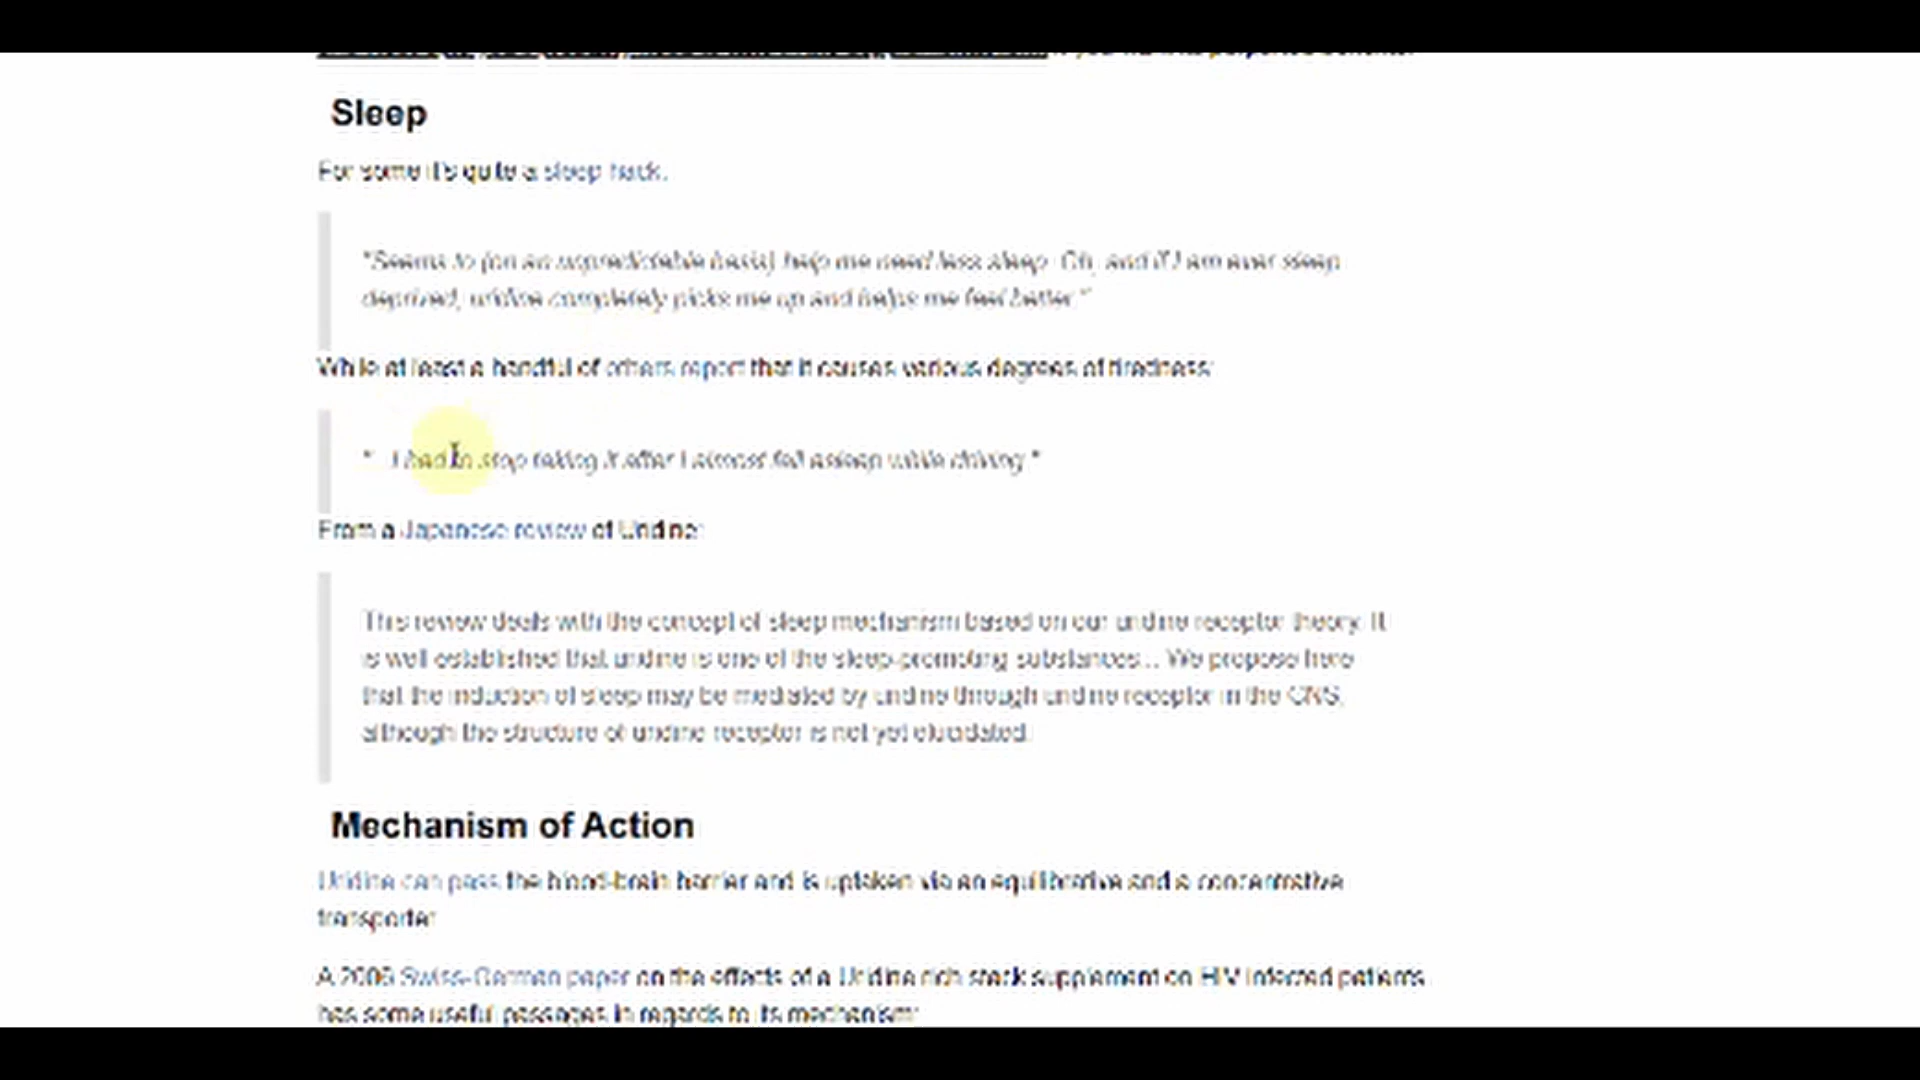 Sleep
For some it's quite a sleep hack.
"Seems to (on an unpredictable basis) help me need less sleep. Oh, and if I am ever sleep
deprived, uridine completely picks me up and helps me feel better."
While at least a handful of others report that it causes various degrees of tiredness:
"...I had to stop taking it after I almost fell asleep while driving."
From a Japanese review of Uridine:
This review deals with the concept of sleep mechanism based on our uridine receptor theory. It
is well established that uridine is one of the sleep-promoting substances... We propose here
that the induction of sleep may be mediated by uridine through uridine receptor in the CNS,
although the structure of uridine receptor is not yet elucidated.
Mechanism of Action
Uridine can pass the blood-brain barrier and is uptaken via an equilibrative and a concentrative
transporter.
A 2006 Swiss-German paper on the effects of a Uridine rich stack supplement on HIV infected patients
has some useful passages in regards to its mechanism: